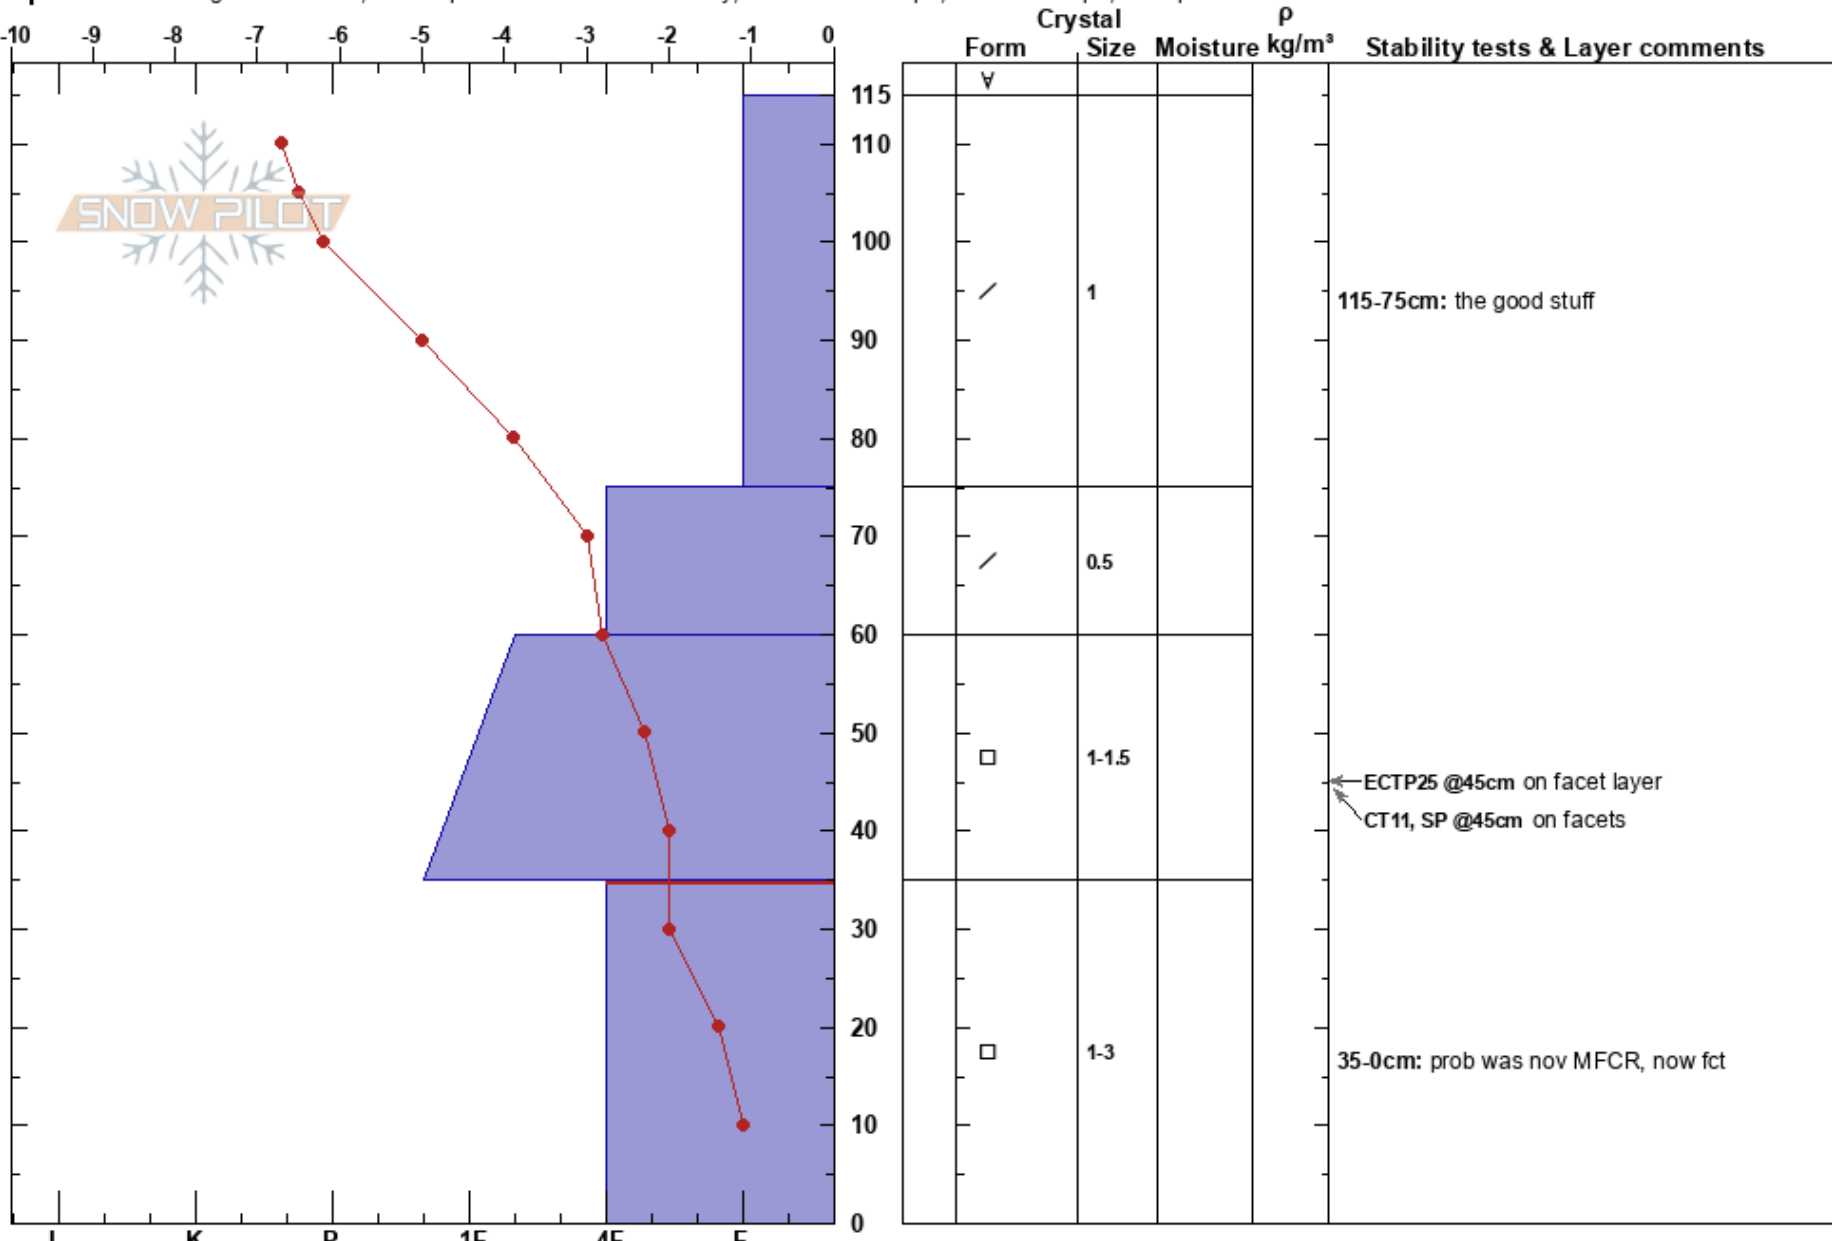 Crystal
ρ
-10 -9 -8 -7 -6 -5 -4 -3 -2 -1 0
Form Size Moisture kg/m³ Stability tests & Layer comments
115
110
SNOW PILOT
100
1
115-75cm: the good stuff
90
80
70
0.5
60
50
1-1.5
ECTP25 @45cm on facet layer
40
CT11, SP @45cm on facets
30
20
1-3
35-0cm: prob was nov MFCR, now fct
10
0
I K P 1F 4F F